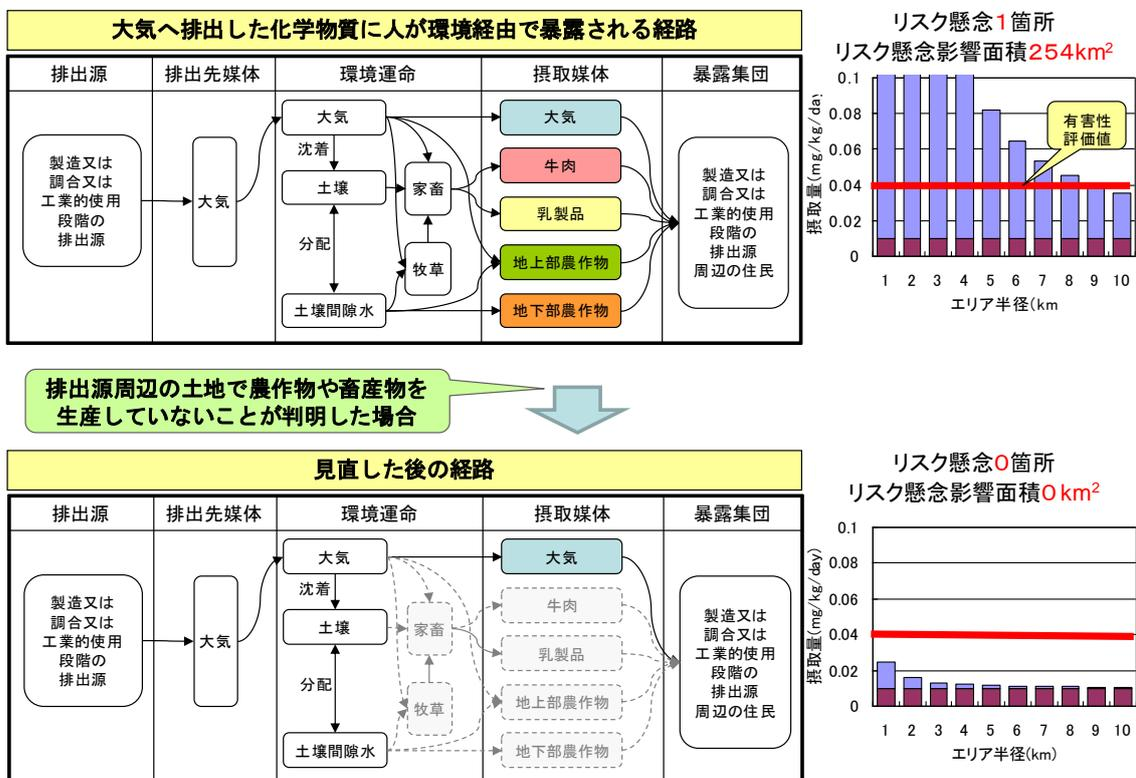 大気へ排出した化学物質に人が環境経由で暴露される経路
排出源
排出先媒体
環境運命
摂取媒体
暴露集団
製造又は
調合又は
工業的使用
段階の
排出源
大気
大気
沈着
土壌
分配
土壌間隙水
家畜
牧草
大気
牛肉
乳製品
地上部農作物
地下部農作物
製造又は
調合又は
工業的使用
段階の
排出源
周辺の住民
リスク懸念1箇所
リスク懸念影響面積254km²
摂取量(mg/kg/day
0.1
0.08
0.06
0.04
0.02
0
有害性
評価値
1 2 3 4 5 6 7 8 9 10
エリア半径(km
排出源周辺の土地で農作物や畜産物を
生産していないことが判明した場合
見直した後の経路
排出源
排出先媒体
環境運命
摂取媒体
暴露集団
製造又は
調合又は
工業的使用
段階の
排出源
大気
大気
沈着
土壌
分配
土壌間隙水
家畜
牧草
大気
牛肉
乳製品
地上部農作物
地下部農作物
製造又は
調合又は
工業的使用
段階の
排出源
周辺の住民
リスク懸念0箇所
リスク懸念影響面積0km²
摂取量(mg/kg/day)
0.1
0.08
0.06
0.04
0.02
0
1 2 3 4 5 6 7 8 9 10
エリア半径(km)